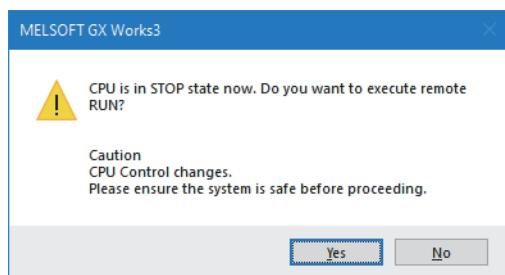 MELSOFT GX Works3
CPU is in STOP state now. Do you want to execute remote
RUN?
Caution
CPU Control changes.
Please ensure the system is safe before proceeding.
Yes
No